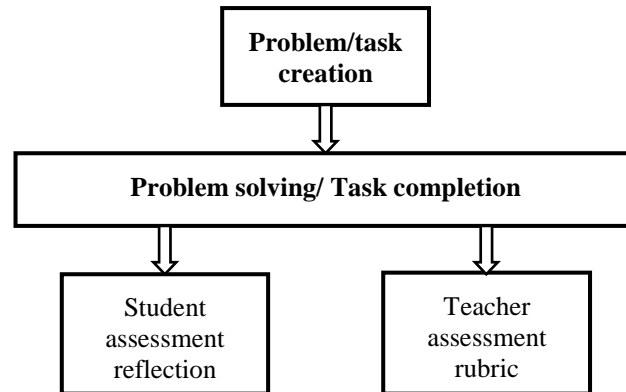 Problem/task
creation
Problem solving/ Task completion
Student
assessment
reflection
Teacher
assessment
rubric